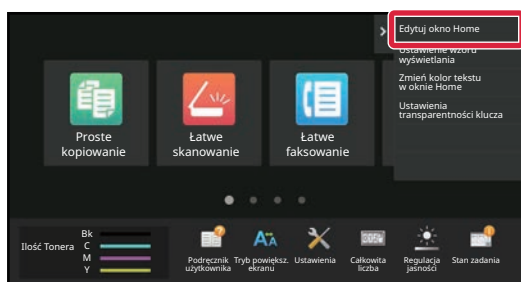 Edytuj okno Home
Ustawienie wzoru
wyświetlania
Zmień kolor tekstu
w oknie Home
Ustawienia
transparentności klucza
Proste
kopiowanie
Łatwe
skanowanie
Łatwe
faksowanie
Ilość Tonera
Bk
C
M
Y
Podręcznik
użytkownika
Tryb powiększ.
ekranu
Ustawienia
Całkowita
liczba
Regulacja
jasności
Stan zadania